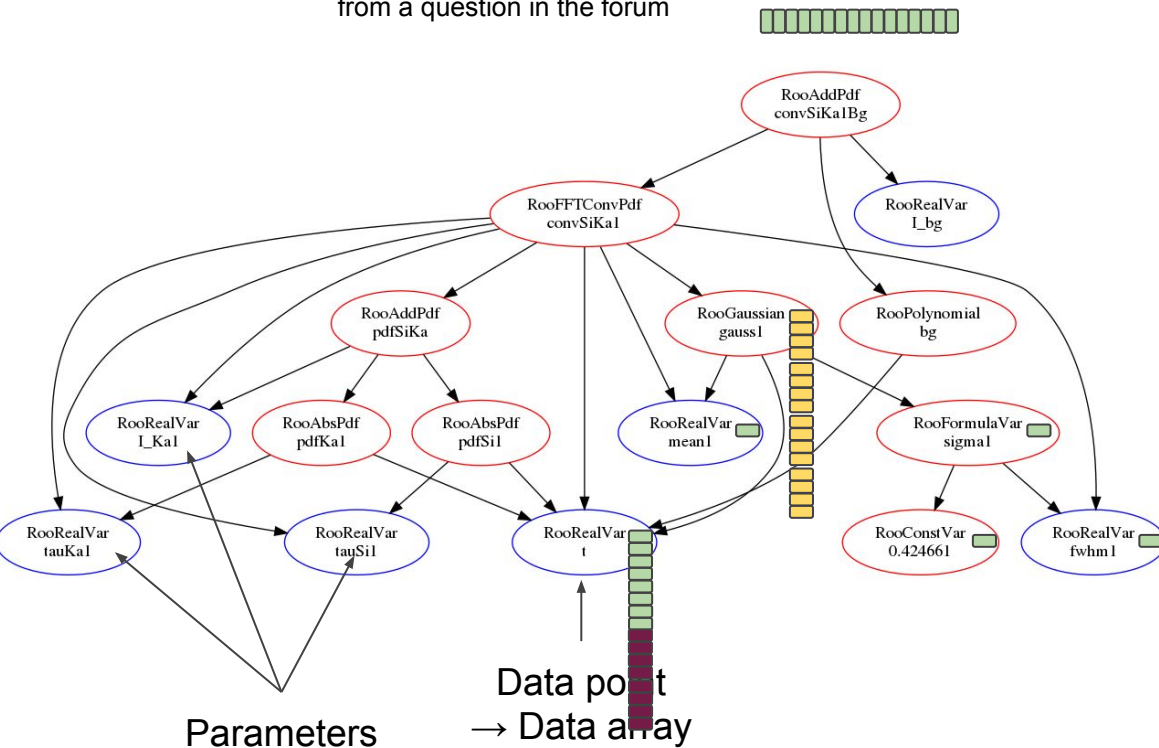 from a question in the forum
RooAddPdf
convSiKa1Bg
RooFFTConvPdf
convSiKa1
RooRealVar
I_bg
RooAddPdf
pdfSiKa
RooGaussian
gauss1
RooPolynomial
bg
RooRealVar
I_Ka1
RooAbsPdf
pdfKa1
RooAbsPdf
pdfSi1
RooRealVar
mean1
RooFormulaVar
sigma1
RooRealVar
tauKa1
RooRealVar
tauSi1
RooRealVar
t
RooConstVar
0.424661
RooRealVar
fwhm1
Data point
→ Data array
Parameters